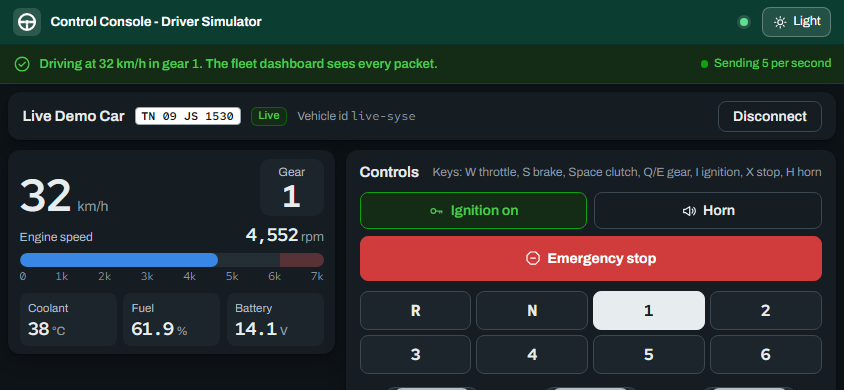 Control Console - Driver Simulator
Light
Driving at 32 km/h in gear 1. The fleet dashboard sees every packet.
Sending 5 per second
Live Demo Car
TN 09 JS 1530
Live
Vehicle id live-syse
Disconnect
32 km/h
Gear
1
Engine speed
4,552 rpm
0 1k 2k 3k 4k 5k 6k 7k
Coolant
38 °C
Fuel
61.9 %
Battery
14.1 V
Controls
Keys: W throttle, S brake, Space clutch, Q/E gear, I ignition, X stop, H horn
Ignition on
Horn
Emergency stop
R N 1 2
3 4 5 6